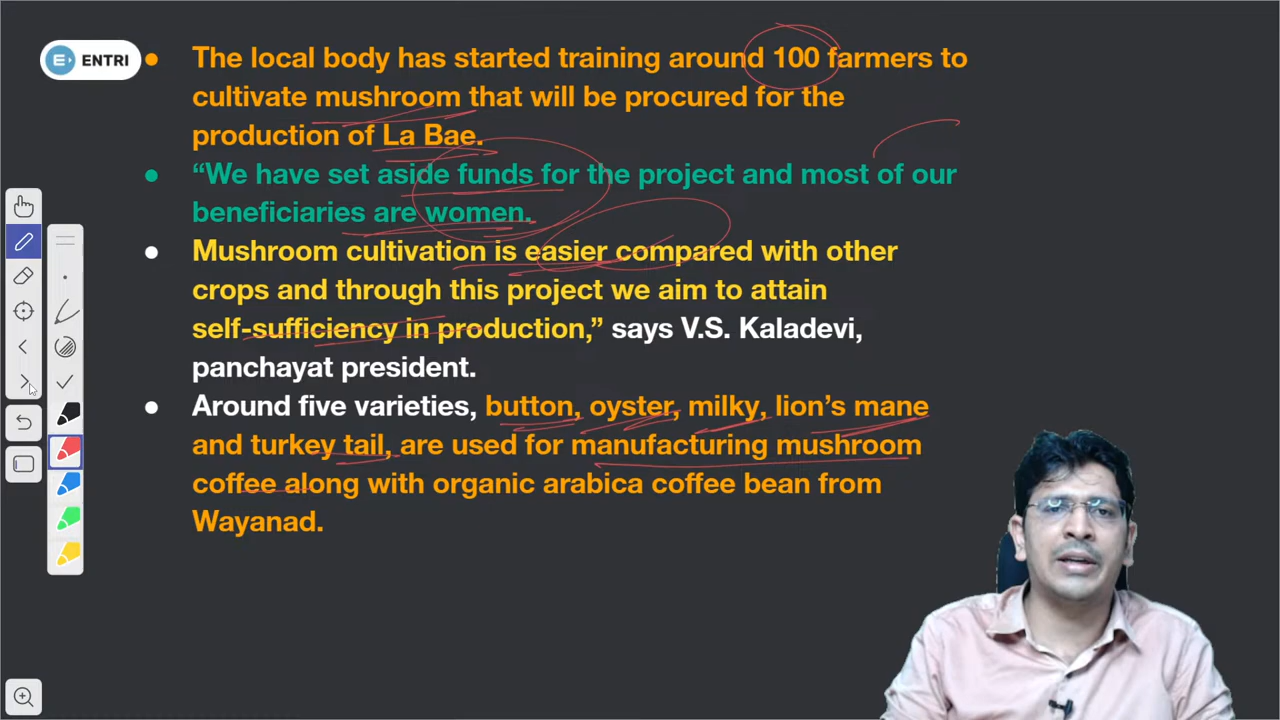 ENTRI
The local body has started training around 100 farmers to
cultivate mushroom that will be procured for the
production of La Bae.
“We have set aside funds for the project and most of our
beneficiaries are women.
Mushroom cultivation is easier compared with other
crops and through this project we aim to attain
self-sufficiency in production,” says V.S. Kaladevi,
panchayat president.
Around five varieties, button, oyster, milky, lion’s mane
and turkey tail, are used for manufacturing mushroom
coffee along with organic arabica coffee bean from
Wayanad.